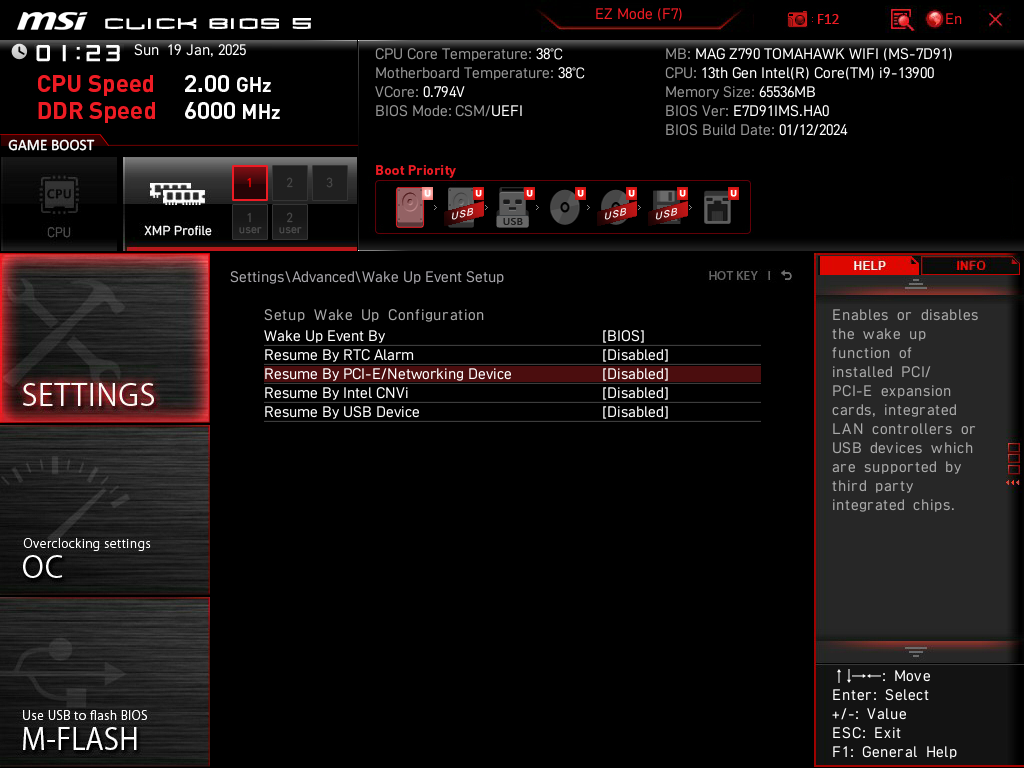 msi CLICK BIOS 5
EZ Mode (F7)
: F12
En
01:23 Sun 19 Jan, 2025
CPU Speed 2.00 GHz
DDR Speed 6000 MHz
CPU Core Temperature: 38°C
Motherboard Temperature: 38°C
VCore: 0.794V
BIOS Mode: CSM/UEFI
MB: MAG Z790 TOMAHAWK WIFI (MS-7D91)
CPU: 13th Gen Intel(R) Core(TM) i9-13900
Memory Size: 65536MB
BIOS Ver: E7D91IMS.HA0
BIOS Build Date: 01/12/2024
GAME BOOST
CPU
CPU
XMP Profile
1 2 3
1 user 2 user
Boot Priority
U U U U U U U
USB USB USB USB
Settings\Advanced\Wake Up Event Setup
HOT KEY |
Setup Wake Up Configuration
Wake Up Event By [BIOS]
Resume By RTC Alarm [Disabled]
Resume By PCI-E/Networking Device [Disabled]
Resume By Intel CNVi [Disabled]
Resume By USB Device [Disabled]
SETTINGS
Overclocking settings
OC
Use USB to flash BIOS
M-FLASH
HELP INFO
Enables or disables
the wake up
function of
installed PCI/
PCI-E expansion
cards, integrated
LAN controllers or
USB devices which
are supported by
third party
integrated chips.
↑↓→←: Move
Enter: Select
+/-: Value
ESC: Exit
F1: General Help